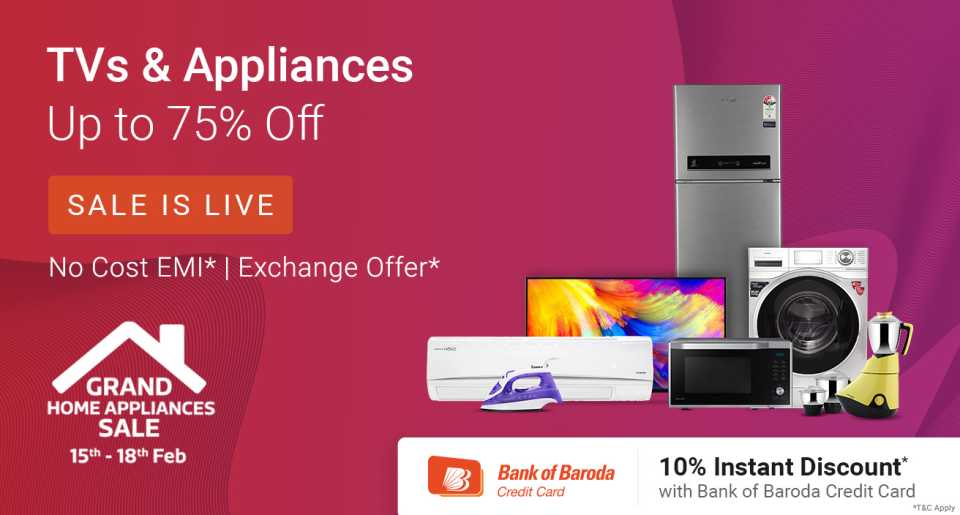 TVs & Appliances
Up to 75% Off
SALE IS LIVE
No Cost EMI* | Exchange Offer*
GRAND
HOME APPLIANCES
SALE
15th - 18th Feb
Bank of Baroda
Credit Card
10% Instant Discount*
with Bank of Baroda Credit Card
*T&C Apply